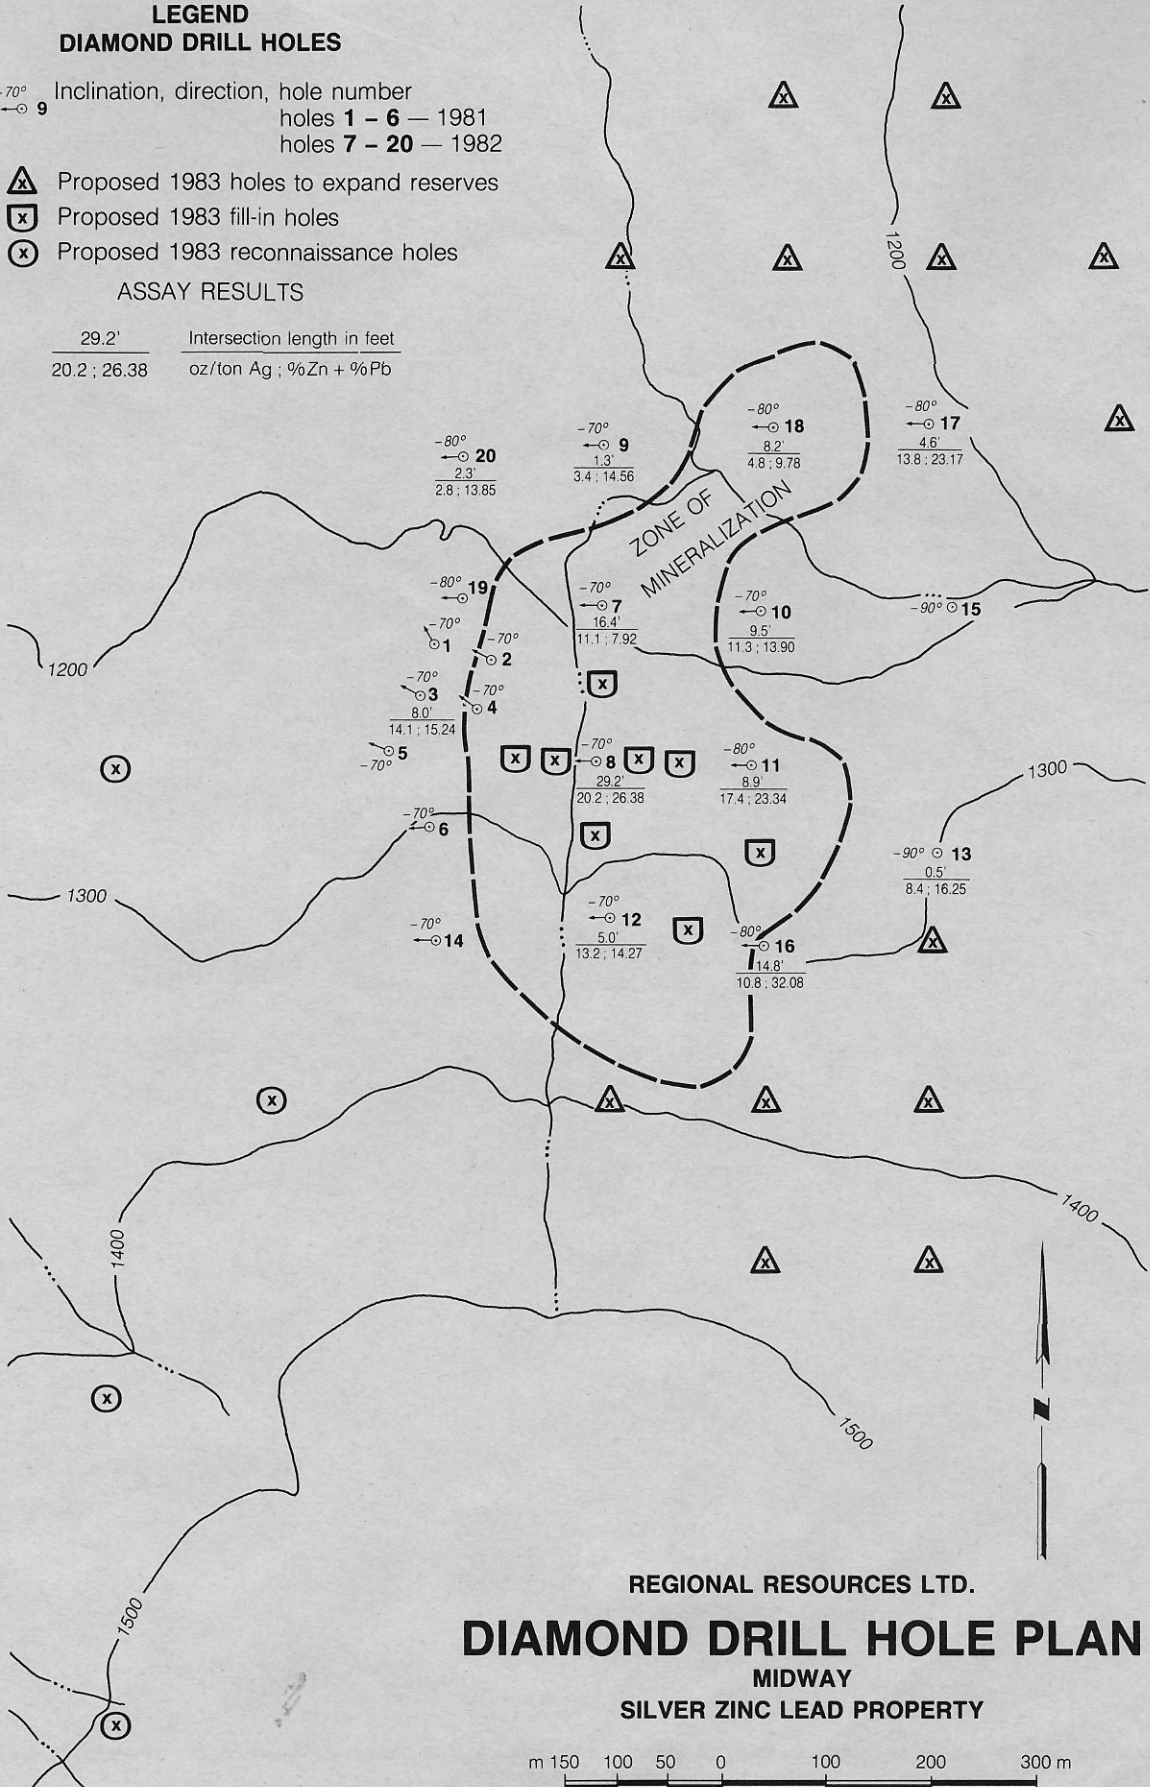 LEGEND
DIAMOND DRILL HOLES
-70° 9 Inclination, direction, hole number
holes 1 – 6 — 1981
holes 7 – 20 — 1982
x Proposed 1983 holes to expand reserves
x Proposed 1983 fill-in holes
x Proposed 1983 reconnaissance holes
ASSAY RESULTS
29.2' Intersection length in feet
20.2 ; 26.38 oz/ton Ag ; %Zn + %Pb
x x
1200
x x x x
x
-80° 20
2.3'
2.8 ; 13.85
-70° 9
1.3'
3.4 ; 14.56
-80° 18
8.2'
4.8 ; 9.78
-80° 17
4.6'
13.8 ; 23.17
ZONE OF
MINERALIZATION
-80° 19
-70° 7
16.4'
11.1 ; 7.92
-70° 10
9.5'
11.3 ; 13.90
-90° 15
1200
-70° 1
-70° 2
-70° 3
8.0'
14.1 ; 15.24
-70° 4
x
-70° 5
x
x x
-70° 8
29.2'
20.2 ; 26.38
x x
-80° 11
8.9'
17.4 ; 23.34
1300
-70° 6
x
x
-90° 13
0.5'
8.4 ; 16.25
1300
-70° 14
-70° 12
5.0'
13.2 ; 14.27
x
-80° 16
14.8'
10.8 ; 32.08
x
x x x x
1400
1400
x x
N
x
1500
1500
x
REGIONAL RESOURCES LTD.
DIAMOND DRILL HOLE PLAN
MIDWAY
SILVER ZINC LEAD PROPERTY
m 150 100 50 0 100 200 300 m